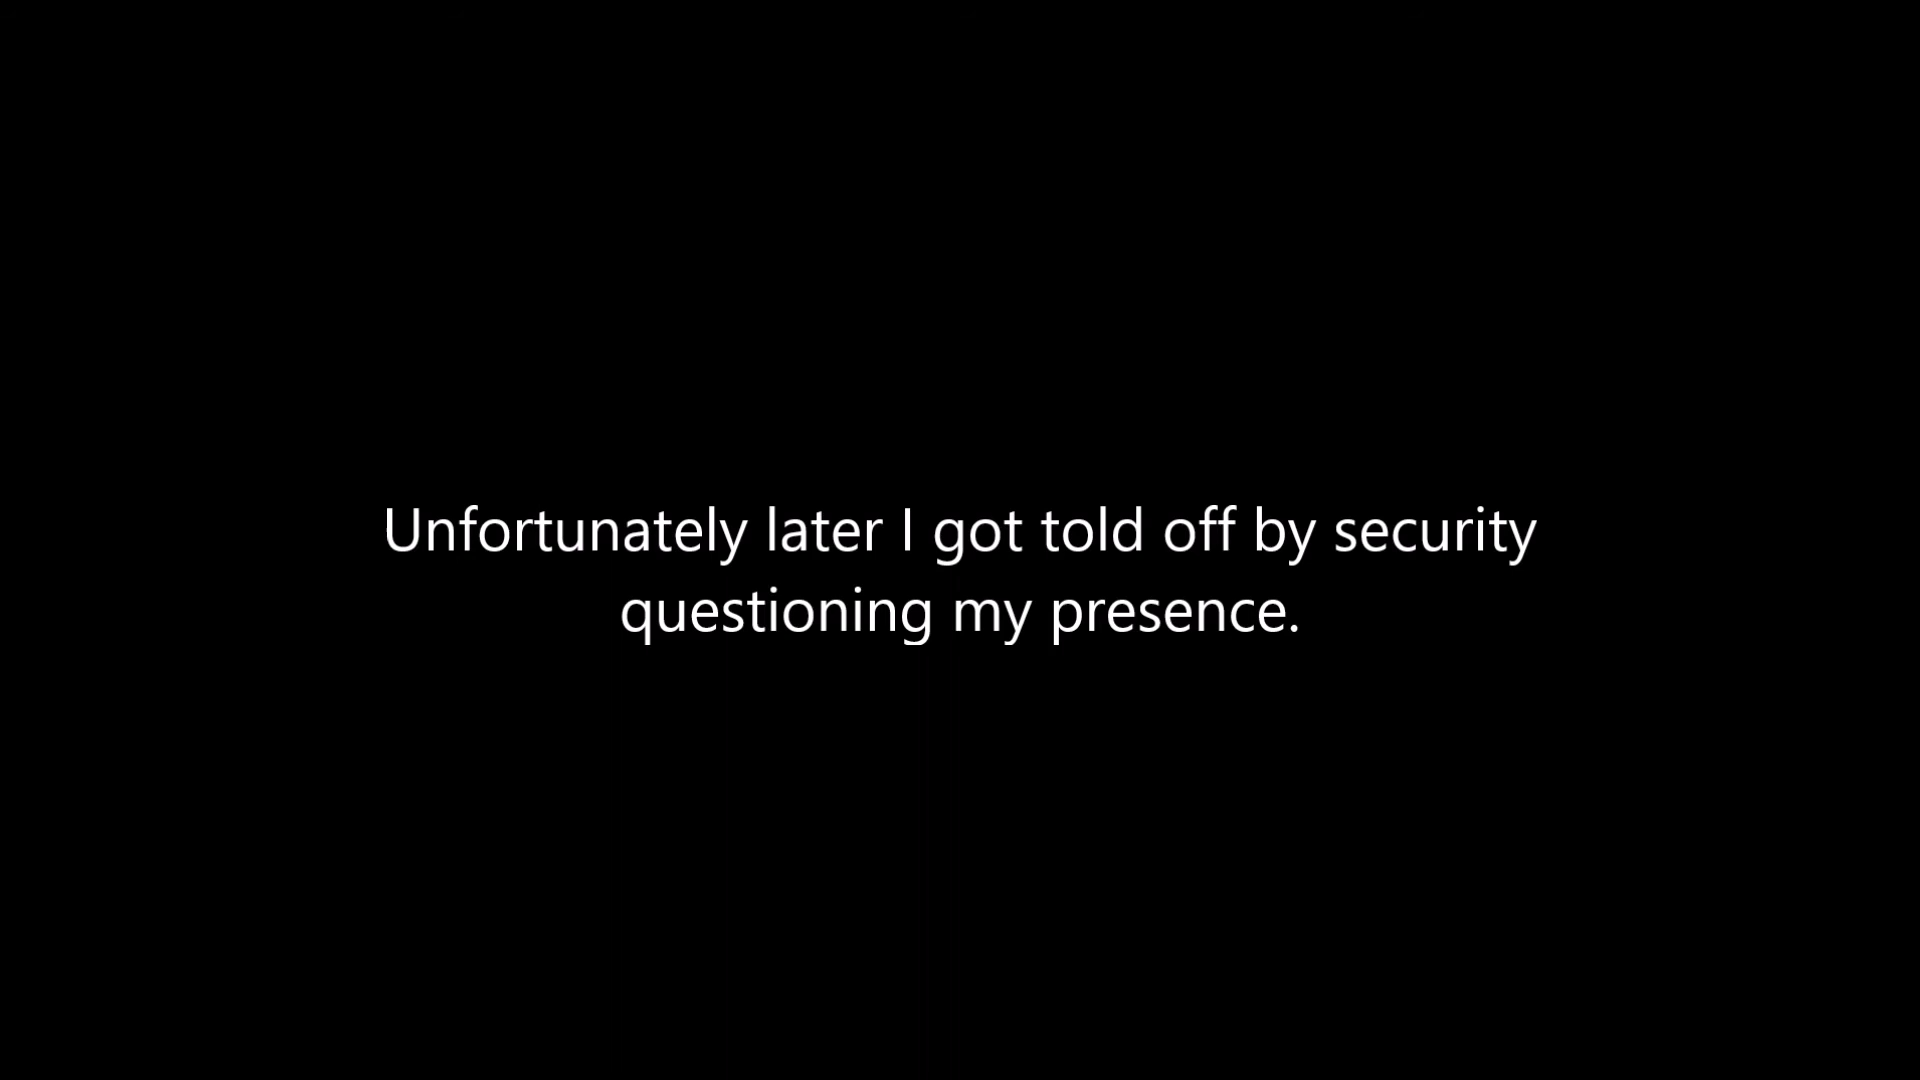 Unfortunately later I got told off by security
questioning my presence.